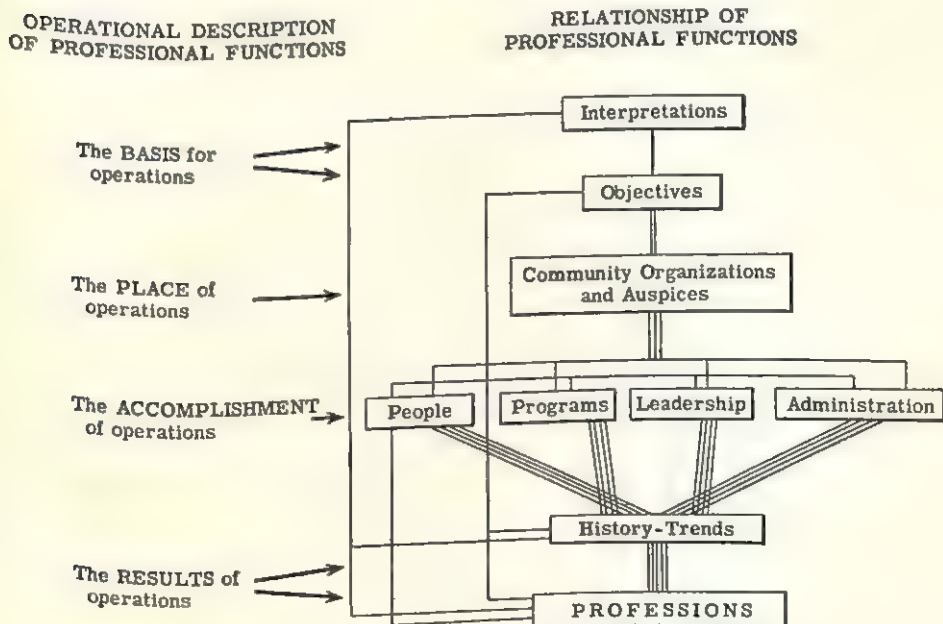 OPERATIONAL DESCRIPTION
OF PROFESSIONAL FUNCTIONS
RELATIONSHIP OF
PROFESSIONAL FUNCTIONS
The BASIS for
operations
Interpretations
Objectives
The PLACE of
operations
Community Organizations
and Auspices
The ACCOMPLISHMENT
of operations
People
Programs
Leadership
Administration
History-Trends
The RESULTS of
operations
PROFESSIONS